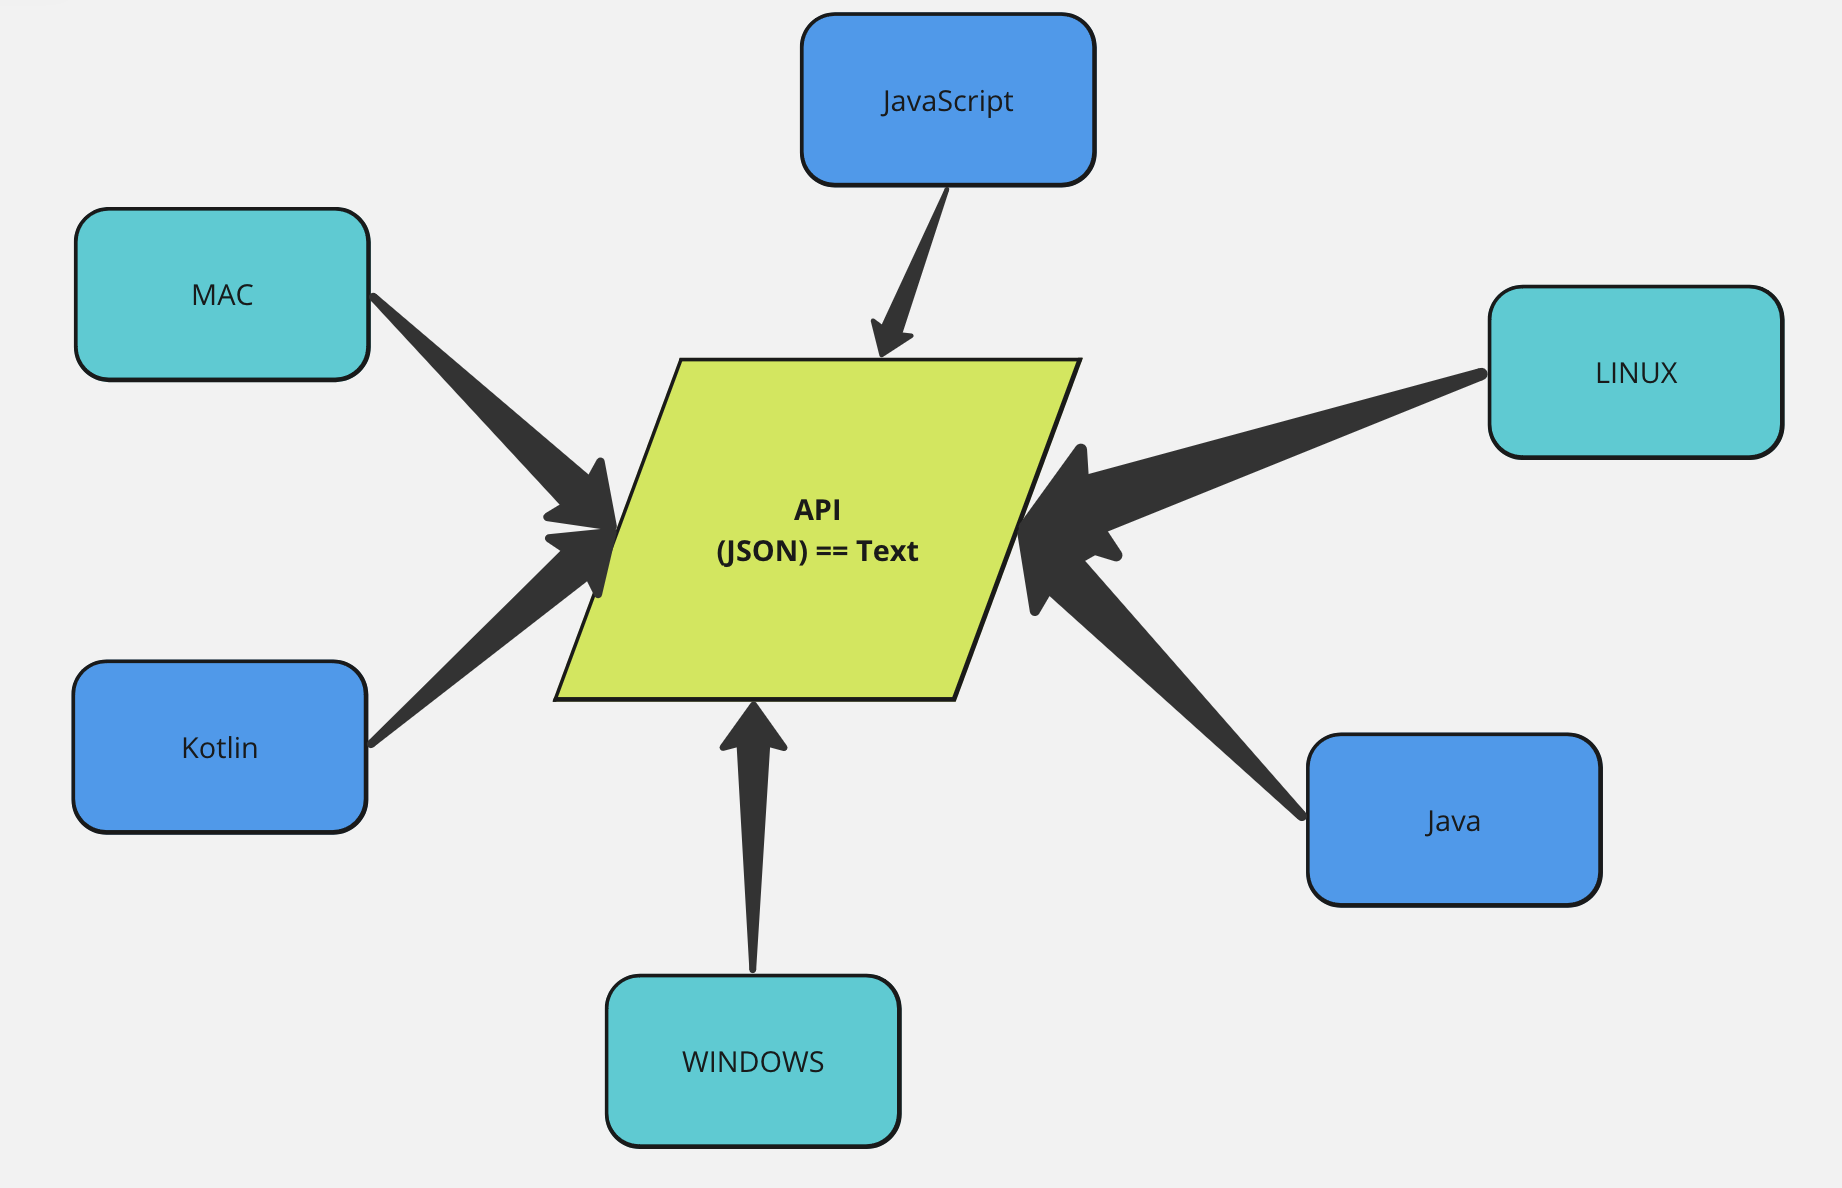 JavaScript
MAC
LINUX
API
(JSON) == Text
Kotlin
Java
WINDOWS